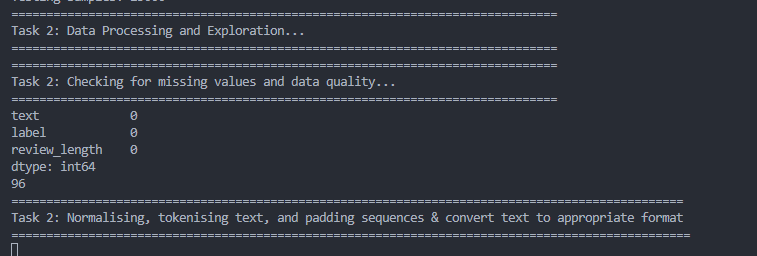 ==============================================================================
Task 2: Data Processing and Exploration...
==============================================================================
==============================================================================
Task 2: Checking for missing values and data quality...
==============================================================================
text             0
label            0
review_length    0
dtype: int64
96
================================================================================================
Task 2: Normalising, tokenising text, and padding sequences & convert text to appropriate format
=================================================================================================